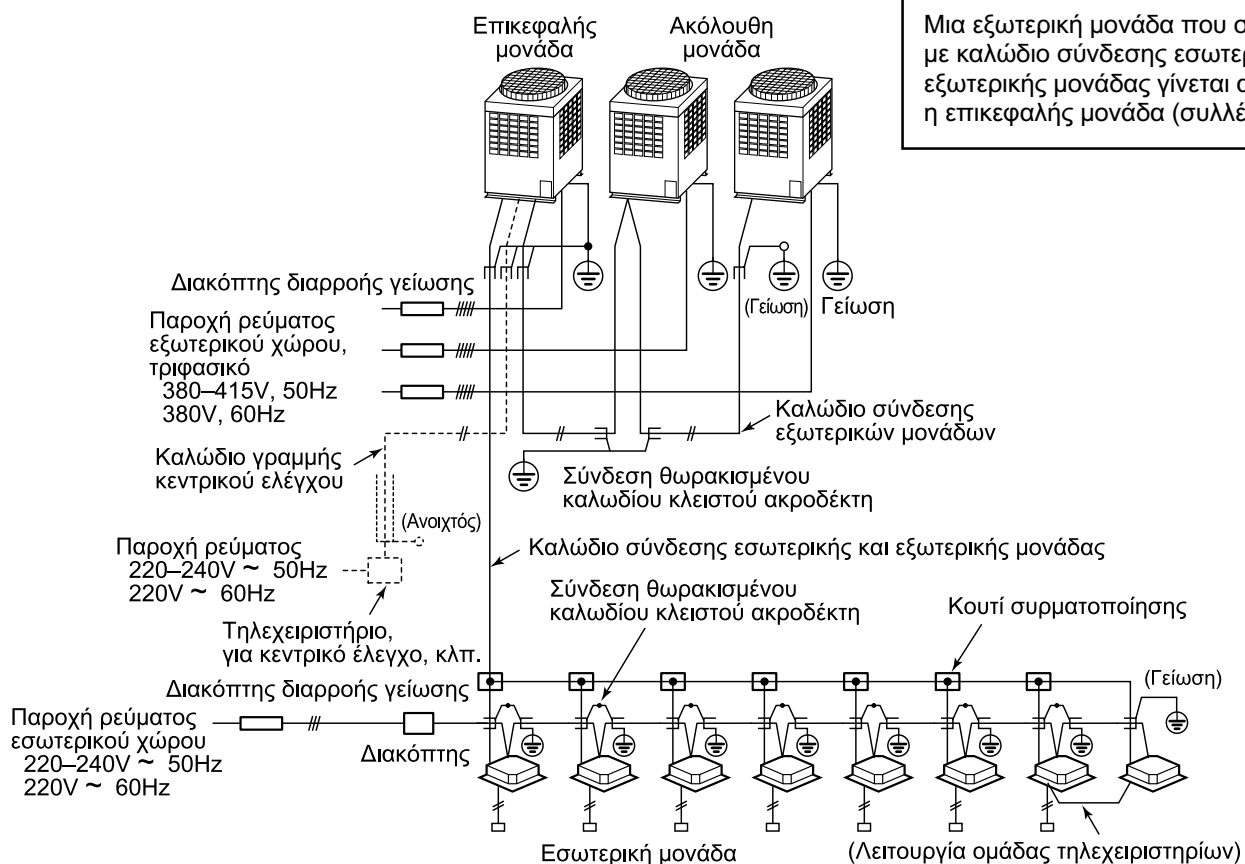 Επικεφαλής
μονάδα
Ακόλουθη
μονάδα
Μια εξωτερική μονάδα που
με καλώδιο σύνδεσης
εξωτερικής μονάδας γίνεται
η επικεφαλής μονάδα
Διακόπτης διαρροής γείωσης
(Γείωση)
Γείωση
Παροχή ρεύματος
εξωτερικού χώρου,
τριφασικό
380–415V, 50Hz
380V, 60Hz
Καλώδιο σύνδεσης
εξωτερικών μονάδων
Καλώδιο γραμμής
κεντρικού ελέγχου
Σύνδεση θωρακισμένου
καλωδίου κλειστού ακροδέκτη
(Ανοιχτός)
Παροχή ρεύματος
220–240V ~ 50Hz
220V ~ 60Hz
Καλώδιο σύνδεσης εσωτερικής και εξωτερικής μονάδας
Σύνδεση θωρακισμένου
καλωδίου κλειστού ακροδέκτη
Κουτί συρματοποίησης
Τηλεχειριστήριο,
για κεντρικό έλεγχο, κλπ.
Διακόπτης διαρροής γείωσης
(Γείωση)
Παροχή ρεύματος
εσωτερικού χώρου
220–240V ~ 50Hz
220V ~ 60Hz
Διακόπτης
Εσωτερική μονάδα
(Λειτουργία ομάδας τηλεχειριστηρίων)